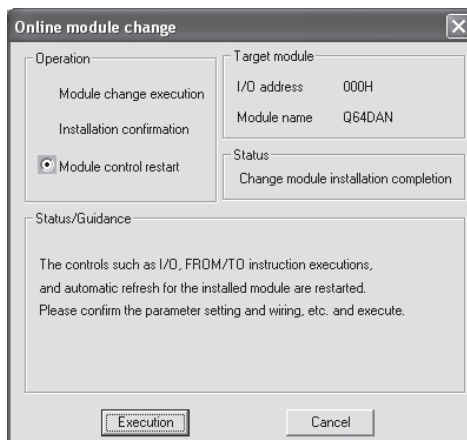 Online module change
Operation
Module change execution
Installation confirmation
Module control restart
Target module
I/O address 000H
Module name Q64DAN
Status
Change module installation completion
Status/Guidance
The controls such as I/O, FROM/TO instruction executions,
and automatic refresh for the installed module are restarted.
Please confirm the parameter setting and wiring, etc. and execute.
Execution Cancel